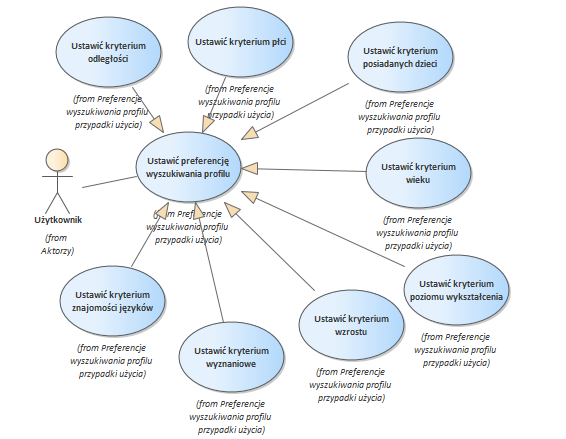 Ustawić kryterium
odległości
(from Preferencje
wyszukiwania profilu
przypadki użycia)
Ustawić kryterium płci
(from Preferencje
wyszukiwania profilu
przypadki użycia)
Ustawić kryterium
posiadanych dzieci
(from Preferencje
wyszukiwania profilu
przypadki użycia)
Ustawić preferencję
wyszukiwania profilu
(from Preferencje
wyszukiwania profilu
przypadki użycia)
Ustawić kryterium
wieku
(from Preferencje
wyszukiwania profilu
przypadki użycia)
Użytkownik
(from
Aktorzy)
Ustawić kryterium
znajomości języków
(from Preferencje
wyszukiwania profilu
przypadki użycia)
Ustawić kryterium
wyznaniowe
(from Preferencje
wyszukiwania profilu
przypadki użycia)
Ustawić kryterium
wzrostu
(from Preferencje
wyszukiwania profilu
przypadki użycia)
Ustawić kryterium
poziomu wykształcenia
(from Preferencje
wyszukiwania profilu
przypadki użycia)